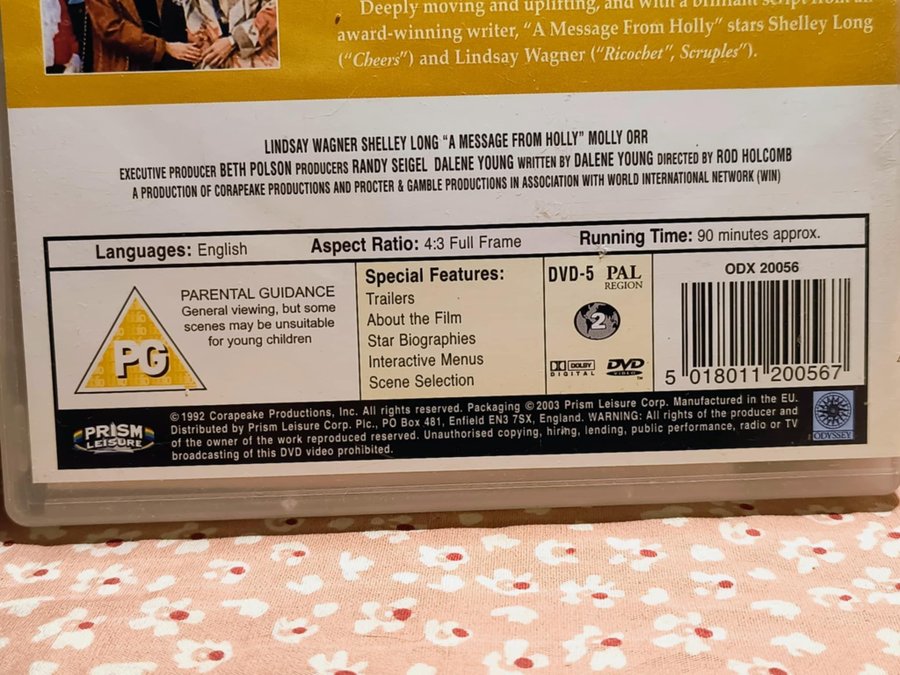 Deeply moving and uplifting, and with a brilliant script from an
award-winning writer, "A Message From Holly" stars Shelley Long
("Cheers") and Lindsay Wagner ("Ricochet", Scruples").
LINDSAY WAGNER SHELLEY LONG "A MESSAGE FROM HOLLY" MOLLY ORR
EXECUTIVE PRODUCER BETH POLSON PRODUCERS RANDY SEIGEL DALENE YOUNG WRITTEN BY DALENE YOUNG DIRECTED BY ROD HOLCOMB
A PRODUCTION OF CORAPEAKE PRODUCTIONS AND PROCTER & GAMBLE PRODUCTIONS IN ASSOCIATION WITH WORLD INTERNATIONAL NETWORK (WIN)
Languages: English Aspect Ratio: 4:3 Full Frame Running Time: 90 minutes approx.
PG
PARENTAL GUIDANCE
General viewing, but some
scenes may be unsuitable
for young children
Special Features:
Trailers
About the Film
Star Biographies
Interactive Menus
Scene Selection
DVD-5 PAL
REGION
2
DOLBY
DIGITAL
DVD
VIDEO
TM
ODX 20056
5 018011 200567
PRISM
LEISURE
© 1992 Corapeake Productions, Inc. All rights reserved. Packaging © 2003 Prism Leisure Corp. Manufactured in the EU.
Distributed by Prism Leisure Corp. Plc., PO Box 481, Enfield EN3 7SX, England. WARNING: All rights of the producer and
of the owner of the work reproduced reserved. Unauthorised copying, hiring, lending, public performance, radio or TV
broadcasting of this DVD video prohibited.
ODYSSEY